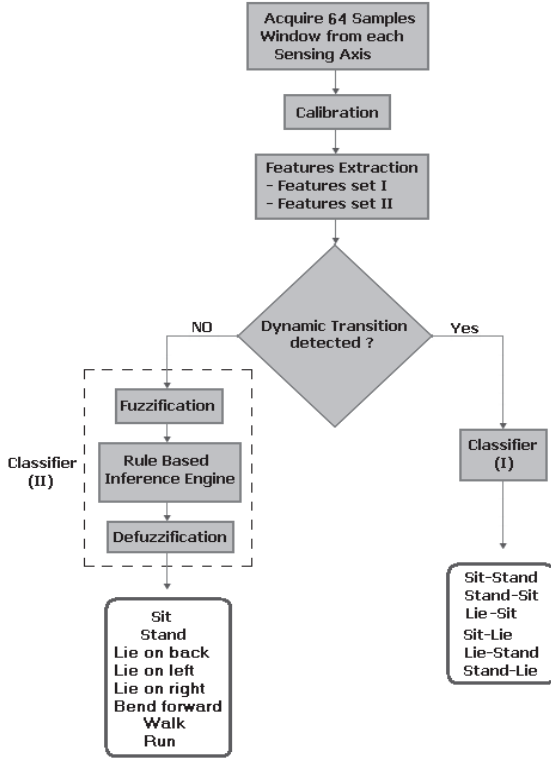 Acquire 64 Samples
Window from each
Sensing Axis
Calibration
Features Extraction
- Features set I
- Features set II
Dynamic Transition
detected ?
NO
Yes
Fuzzification
Rule Based
Inference Engine
Defuzzification
Classifier
(II)
Classifier
(I)
Sit
Stand
Lie on back
Lie on left
Lie on right
Bend forward
Walk
Run
Sit-Stand
Stand-Sit
Lie-Sit
Sit-Lie
Lie-Stand
Stand-Lie